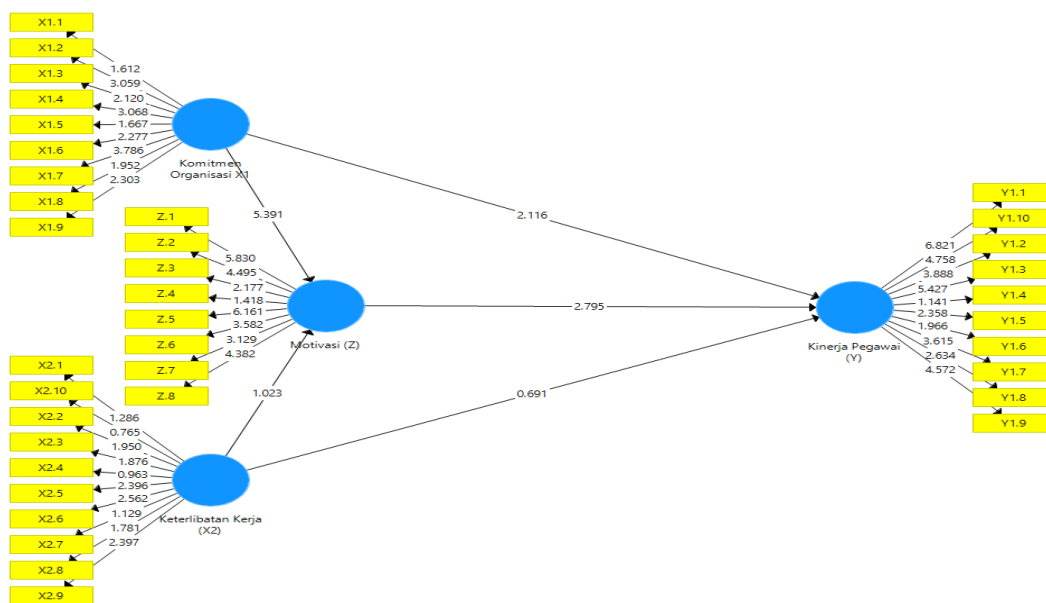 X1.1
X1.2
X1.3
X1.4
X1.5
X1.6
X1.7
X1.8
X1.9
1.612
3.059
2.120
3.068
1.667
2.277
3.786
1.952
2.303
Komitmen
Organisasi X1
5.391
2.116
Z.1
Z.2
Z.3
Z.4
Z.5
Z.6
Z.7
Z.8
5.830
4.495
2.177
1.418
6.161
3.582
3.129
4.382
Motivasi (Z)
2.795
1.023
0.691
X2.1
X2.10
X2.2
X2.3
X2.4
X2.5
X2.6
X2.7
X2.8
X2.9
1.286
0.765
1.950
1.876
0.963
2.396
2.562
1.129
1.781
2.397
Keterlibatan Kerja
(X2)
Kinerja Pegawai
(Y)
6.821
4.758
3.888
5.427
1.141
2.358
1.966
3.615
2.634
4.572
Y1.1
Y1.10
Y1.2
Y1.3
Y1.4
Y1.5
Y1.6
Y1.7
Y1.8
Y1.9